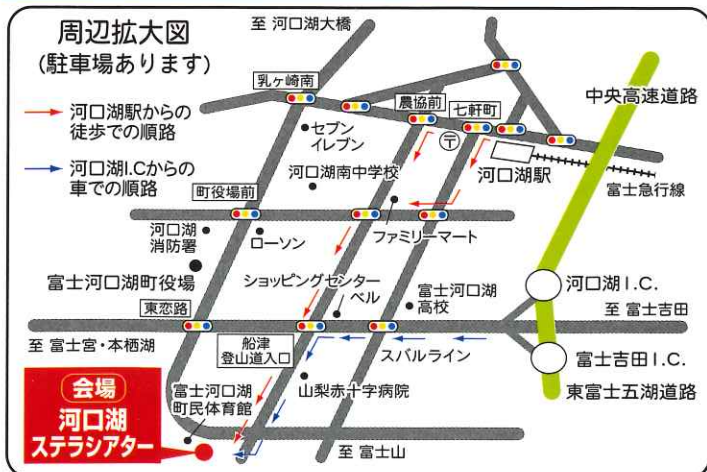 周辺拡大図
(駐車場あります)
河口湖駅からの
徒歩での順路
河口湖I.Cからの
車での順路
至 河口湖大橋
乳ヶ崎南
農協前
七軒町
中央高速道路
セブン
イレブン
〒
河口湖駅
富士急行線
河口湖南中学校
町役場前
河口湖
消防署
ローソン
ファミリーマート
富士河口湖町役場
ショッピングセンター
ベル
富士河口湖
高校
河口湖I.C.
至 富士吉田
東恋路
至 富士宮・本栖湖
船津
登山道入口
スバルライン
富士吉田I.C.
東富士五湖道路
会場
河口湖
ステラシアター
富士河口湖
町民体育館
山梨赤十字病院
至 富士山